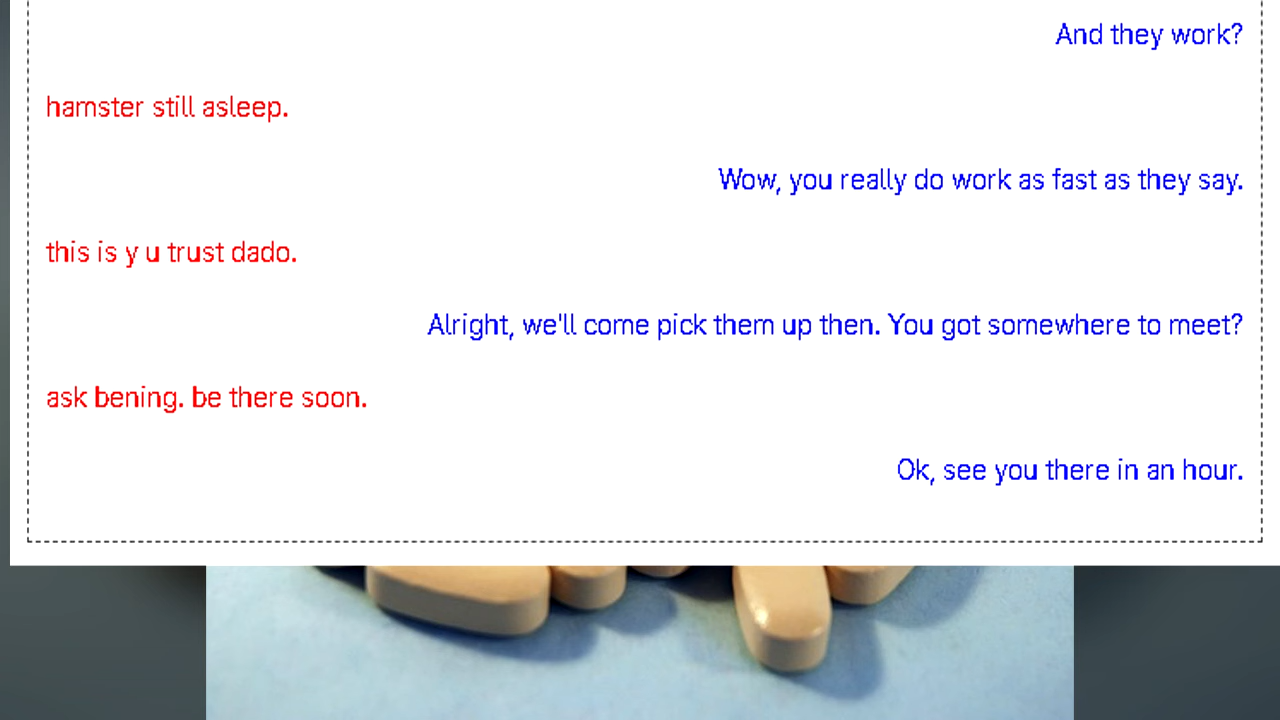 And they work?
hamster still asleep.
Wow, you really do work as fast as they say.
this is y u trust dado.
Alright, we'll come pick them up then. You got somewhere to meet?
ask bening. be there soon.
Ok, see you there in an hour.